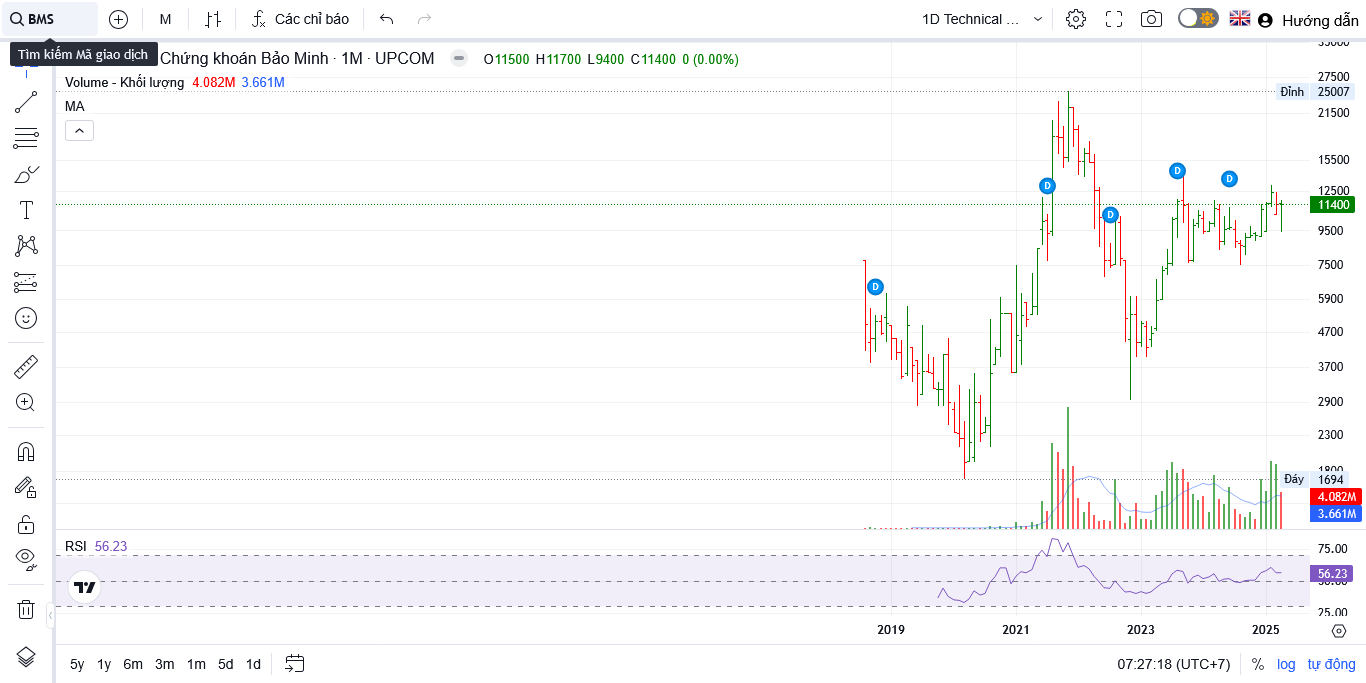 BMS
M
Các chỉ báo
1D Technical ...
Hướng dẫn
Tìm kiếm Mã giao dịch
Chứng khoán Bảo Minh · 1M · UPCOM
O11500 H11700 L9400 C11400 0 (0.00%)
Volume - Khối lượng 4.082M 3.661M
MA
33000
27500
Đỉnh 25007
21500
15500
12500
11400
9500
7500
5900
4700
3700
2900
2300
1800
Đáy 1694
4.082M
3.661M
D
D
D
D
D
RSI 56.23
75.00
56.23
50.00
25.00
2019 2021 2023 2025
5y 1y 6m 3m 1m 5d 1d
07:27:18 (UTC+7) % log tự động